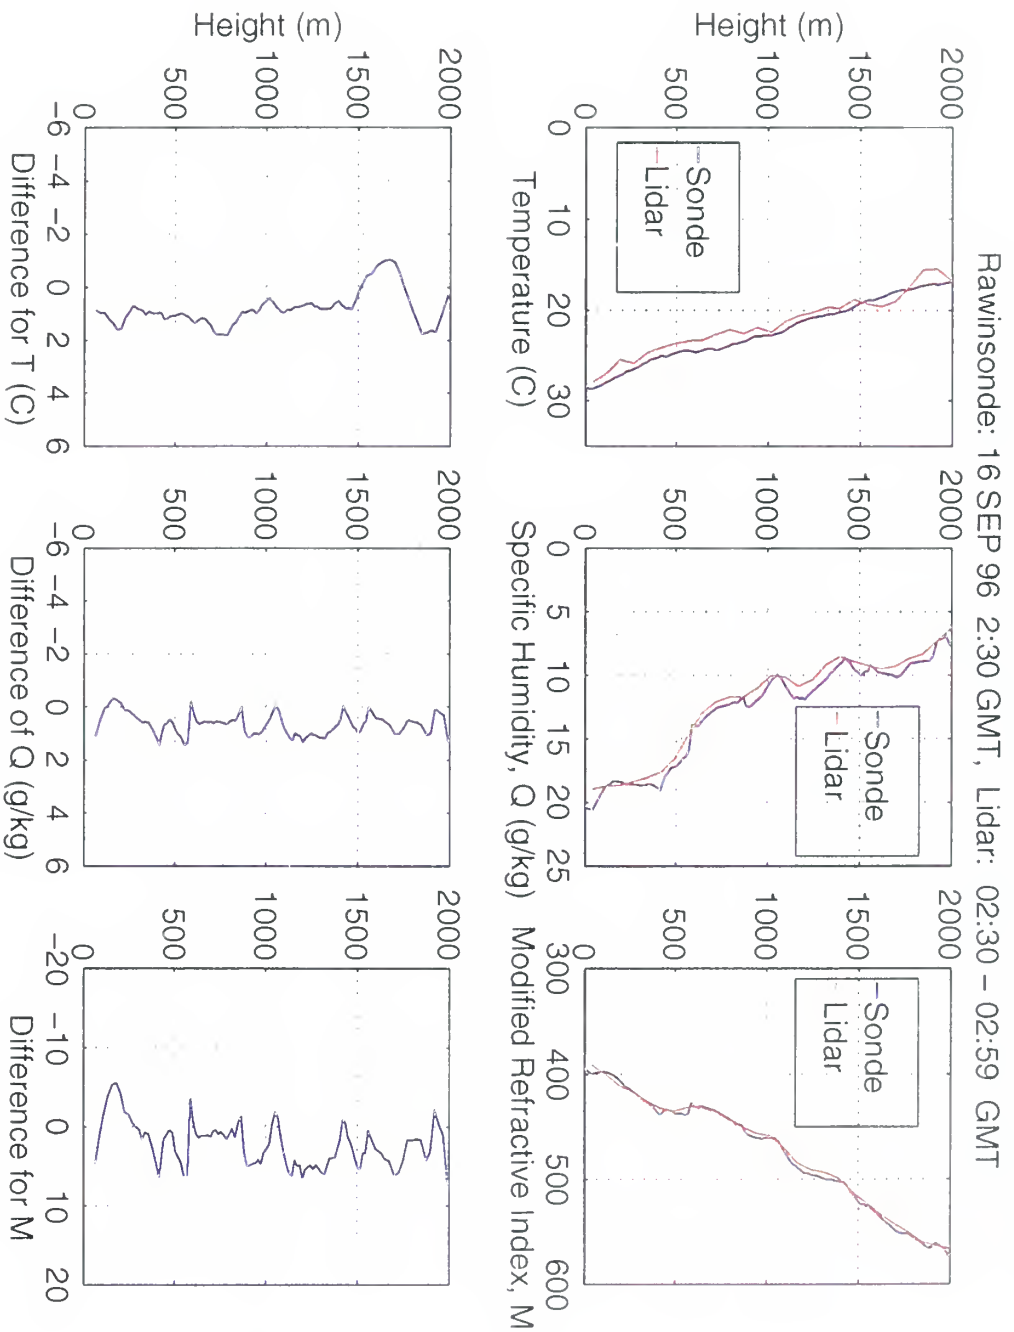 Rawinsonde: 16 SEP 96 2:30 GMT, Lidar: 02:30 – 02:59 GMT
Height (m)
2000
1500
1000
500
0
0 10 20 30
Temperature (C)
Sonde
Lidar
2000
1500
1000
500
0 5 10 15 20 25
Specific Humidity, Q (g/kg)
Sonde
Lidar
2000
1500
1000
500
300 400 500 600
Modified Refractive Index, M
Sonde
Lidar
Height (m)
2000
1500
1000
500
0
−6 −4 −2 0 2 4 6
Difference for T (C)
2000
1500
1000
500
−6 −4 −2 0 2 4 6
Difference of Q (g/kg)
2000
1500
1000
500
−20 −10 0 10 20
Difference for M